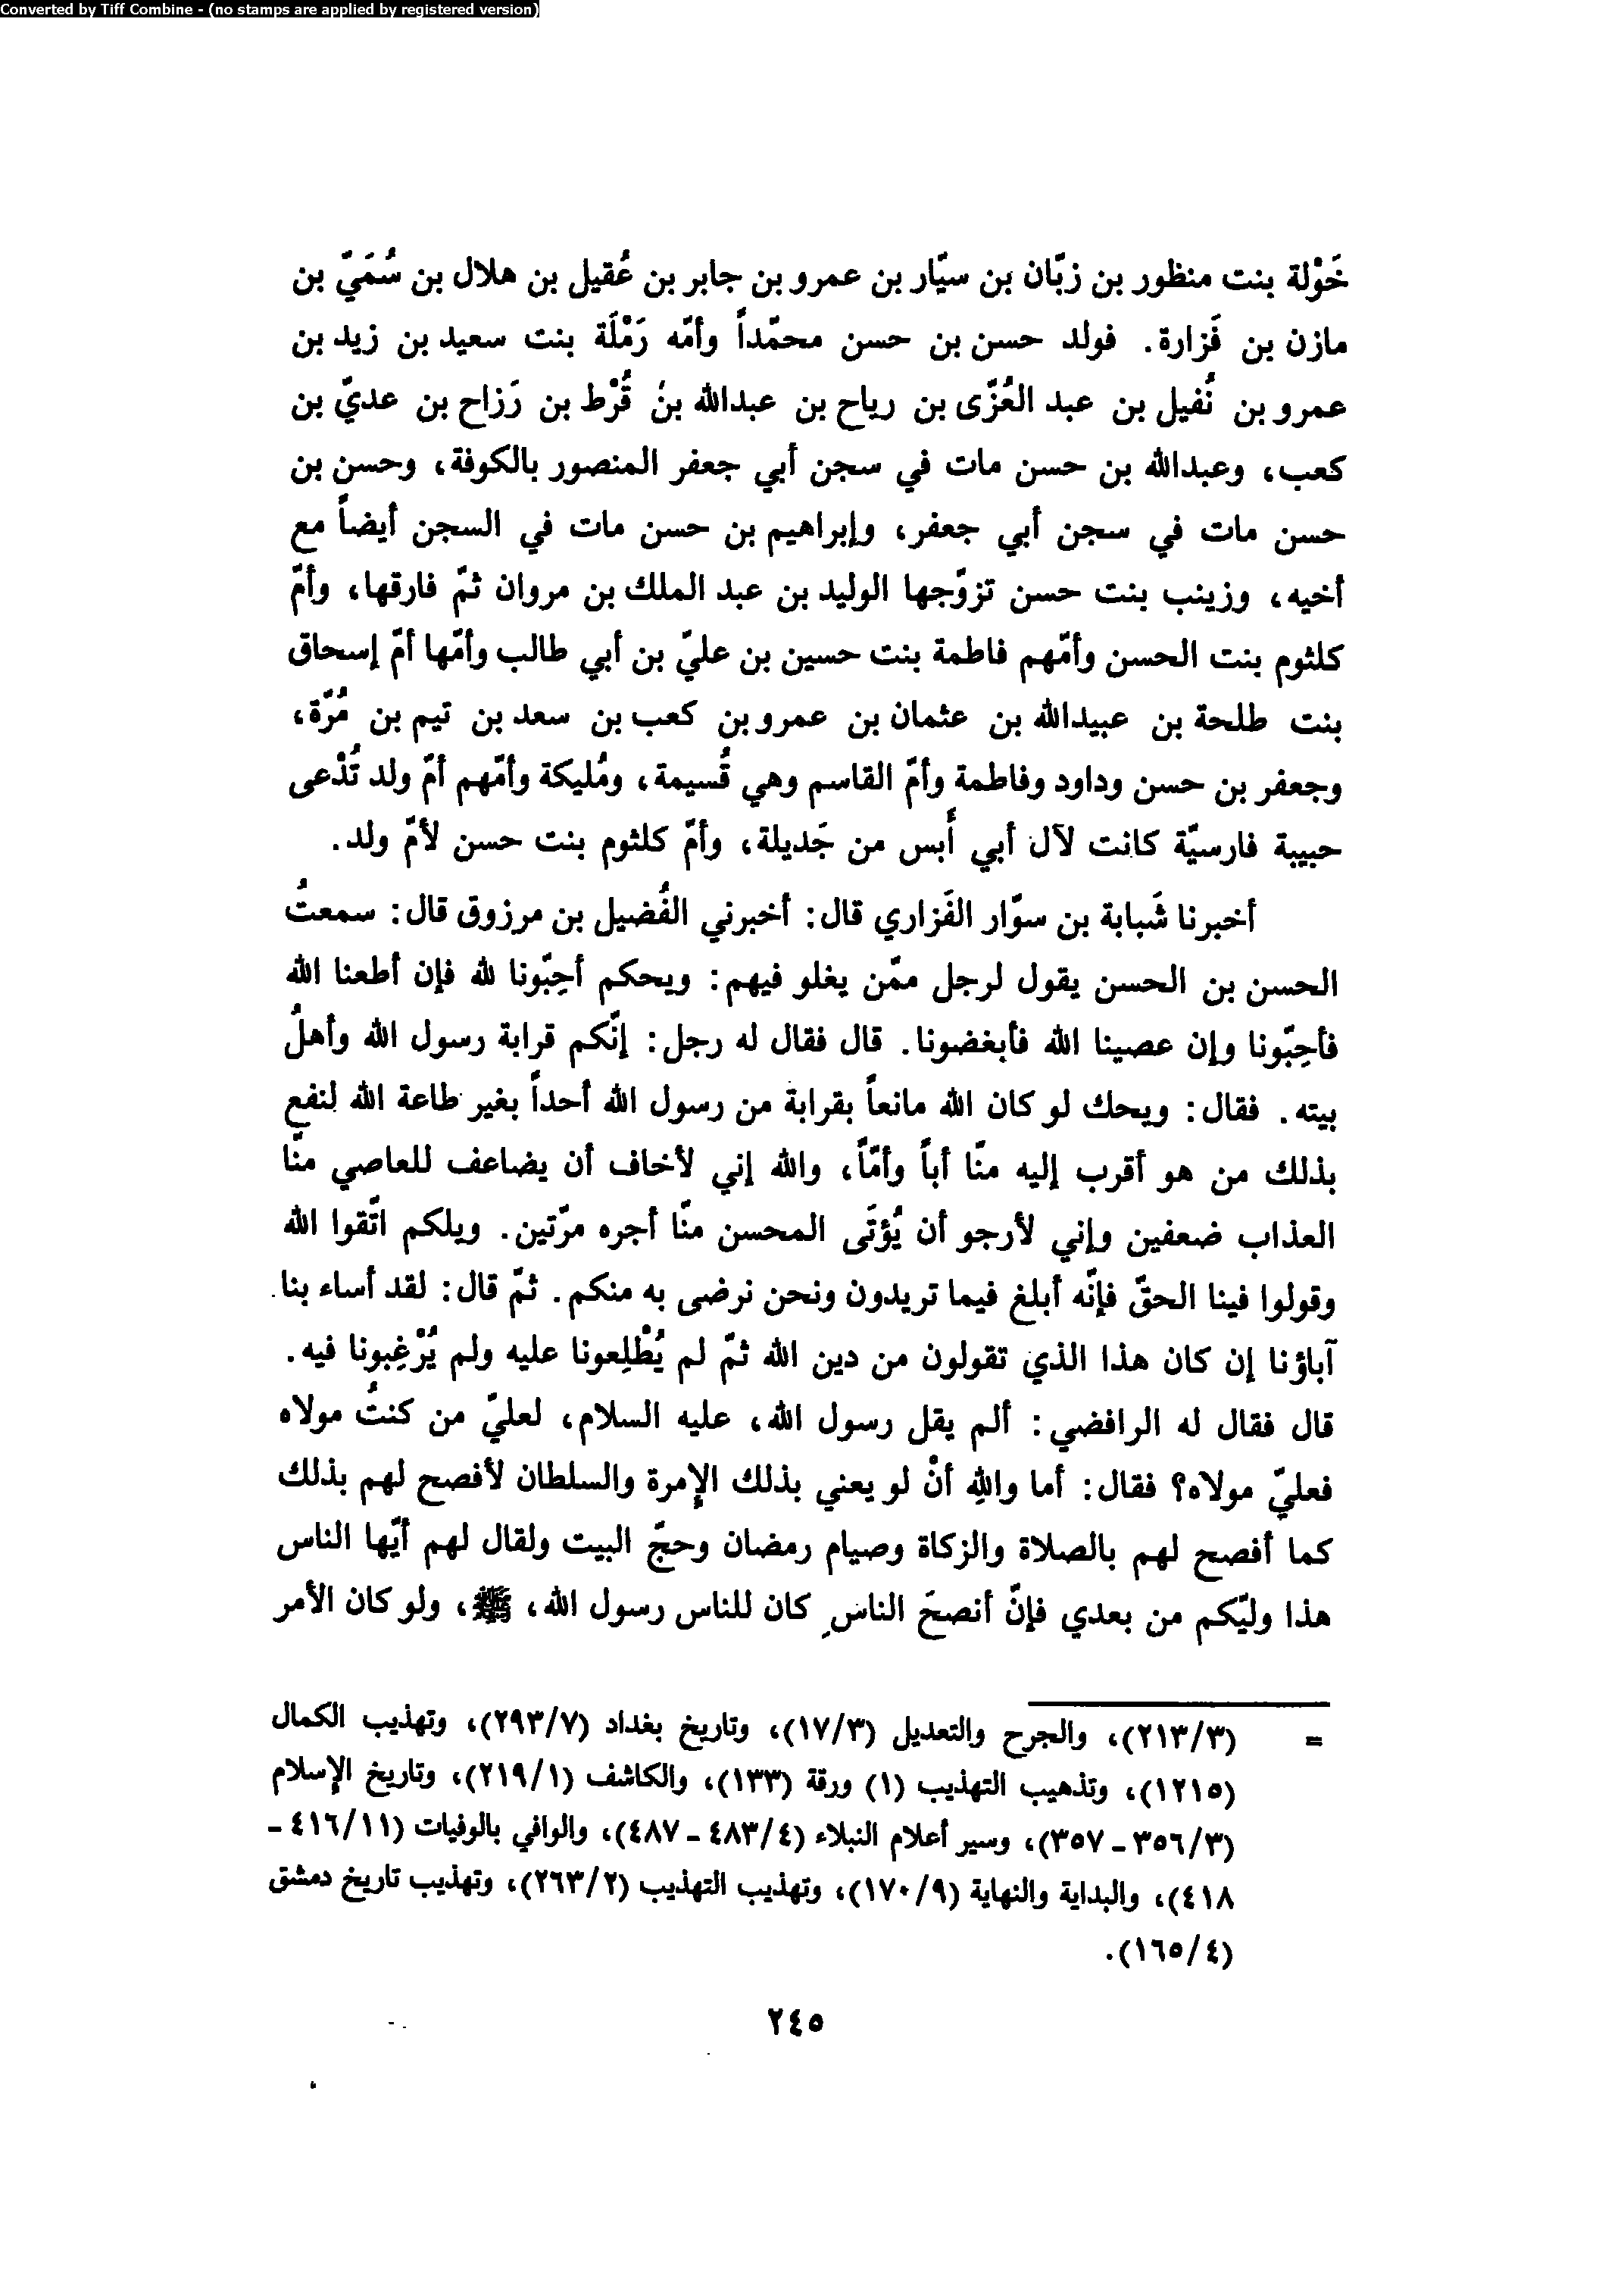 Converted by Tiff Combine - (no stamps are applied by registered version)
خَوْلة بنت منظور بن زبّان بن سيّار بن عمرو بن جابر بن عُقيل بن هلال بن سُمَيّ بن
مازن بن فَزارة. فولد حسن بن حسن محمّداً وأمّه رَمْلَة بنت سعيد بن زيد بن
عمرو بن نُفيل بن عبد العُزّى بن رياح بن عبدالله بن قُرْط بن رَزاح بن عديّ بن
كعب، وعبدالله بن حسن مات في سجن أبي جعفر المنصور بالكوفة، وحسن بن
حسن مات في سجن أبي جعفر، وإبراهيم بن حسن مات في السجن أيضاً مع
أخيه، وزينب بنت حسن تزوّجها الوليد بن عبد الملك بن مروان ثمّ فارقها، وأمّ
كلثوم بنت الحسن وأمّهم فاطمة بنت حسين بن عليّ بن أبي طالب وأمّها أمّ إسحاق
بنت طلحة بن عبيدالله بن عثمان بن عمرو بن كعب بن سعد بن تيم بن مُرّة،
وجعفر بن حسن وداود وفاطمة وأمّ القاسم وهي قُسيمة، ومُليكة وأمّهم أمّ ولد تُدْعى
حبيبة فارسيّة كانت لآل أبي أَبس من جَديلة، وأمّ كلثوم بنت حسن لأمّ ولد.
أخبرنا شَبابة بن سوّار الفَزاري قال: أخبرني الفُضيل بن مرزوق قال: سمعتُ
الحسن بن الحسن يقول لرجل ممّن يغلو فيهم: ويحكم أحِبّونا لله فإن أطعنا الله
فأحِبّونا وإن عصينا الله فأبغضونا. قال فقال له رجل: إنّكم قرابة رسول الله وأهلُ
بيته. فقال: ويحك لو كان الله مانعاً بقرابة من رسول الله أحداً بغير طاعة الله لنفع
بذلك من هو أقرب إليه منّا أباً وأمّاً، والله إني لأخاف أن يضاعف للعاصي منّا
العذاب ضعفين وإني لأرجو أن يُؤتَى المحسن منّا أجره مرّتين. ويلكم اتّقوا الله
وقولوا فينا الحقّ فإنّه أبلغ فيما تريدون ونحن نرضى به منكم. ثمّ قال: لقد أساء بنا
آباؤنا إن كان هذا الذي تقولون من دين الله ثمّ لم يُطْلِعونا عليه ولم يُرْغِبونا فيه.
قال فقال له الرافضي: ألم يقل رسول الله، عليه السلام، لعليّ من كنتُ مولاه
فعليّ مولاه؟ فقال: أما واللهِ أنْ لو يعني بذلك الإمرة والسلطان لأفصح لهم بذلك
كما أفصح لهم بالصلاة والزكاة وصيام رمضان وحجّ البيت ولقال لهم أيّها الناس
هذا وليّكم من بعدي فإنّ أنصحَ الناسِ كان للناس رسول الله، ﷺ، ولو كان الأمر
= (٢١٣/٣)، والجرح والتعديل (١٧/٣)، وتاريخ بغداد (٢٩٣/٧)، وتهذيب الكمال
(١٢١٥)، وتذهيب التهذيب (١) ورقة (١٣٣)، والكاشف (٢١٩/١)، وتاريخ الإسلام
(٣٥٦/٣ - ٣٥٧)، وسير أعلام النبلاء (٤٨٣/٤ - ٤٨٧)، والوافي بالوفيات (٤١٦/١١ -
٤١٨)، والبداية والنهاية (١٧٠/٩)، وتهذيب التهذيب (٢٦٣/٢)، وتهذيب تاريخ دمشق
(١٦٥/٤).
٢٤٥